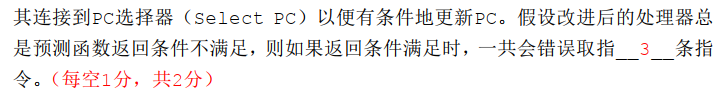 其连接到PC选择器（Select PC）以便有条件地更新PC。假设改进后的处理器总
是预测函数返回条件不满足，则如果返回条件满足时，一共会错误取指__3__条指
令。（每空1分，共2分）